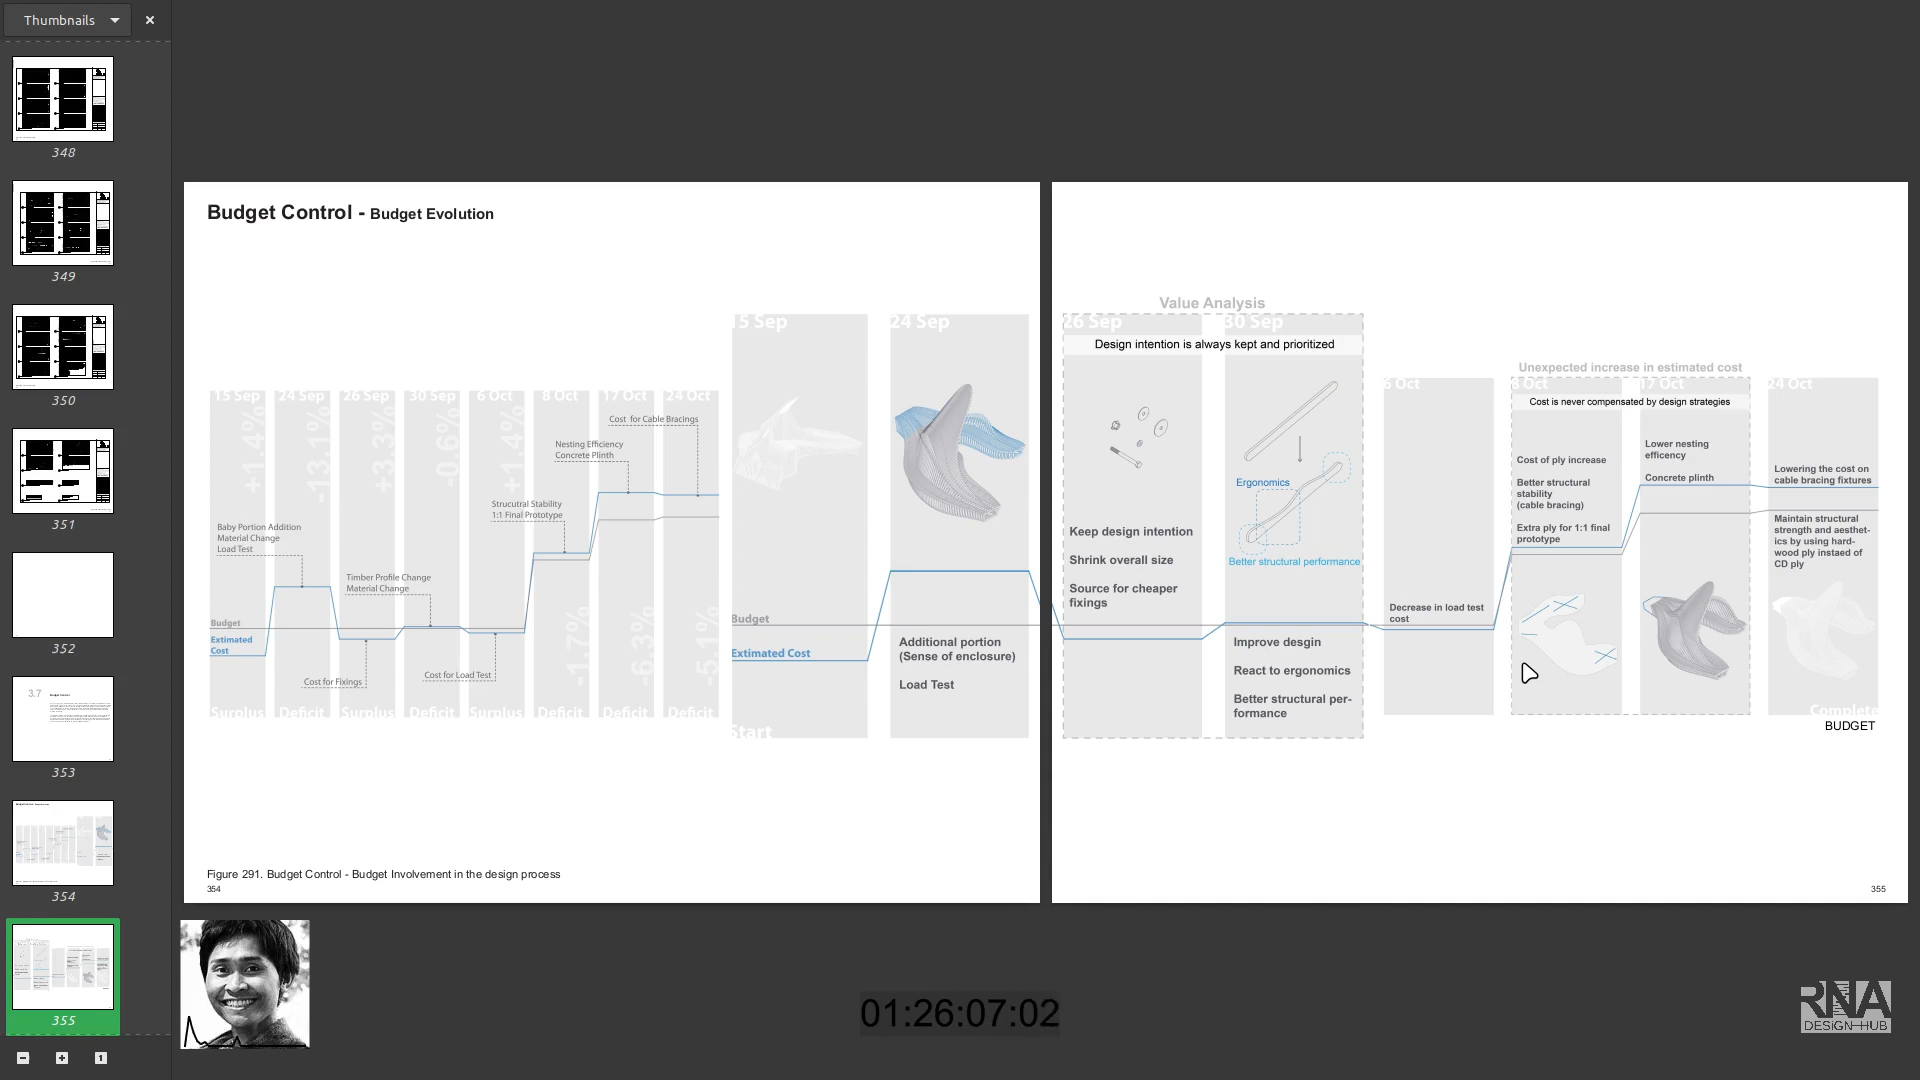 Thumbnails
348
349
350
351
352
3.7
353
354
355
Budget Control - Budget Evolution
15 Sep
24 Sep
26 Sep
30 Sep
6 Oct
8 Oct
17 Oct
24 Oct
+1.4%
-13.1%
+3.3%
-0.6%
+1.4%
-1.7%
-6.3%
-5.1%
Cost for Cable Bracings
Nesting Efficiency
Concrete Plinth
Strucutral Stability
1:1 Final Prototype
Baby Portion Addition
Material Change
Load Test
Timber Profile Change
Material Change
Budget
Estimated
Cost
Cost for Fixings
Cost for Load Test
Surplus
Deficit
Surplus
Deficit
Surplus
Deficit
Deficit
Deficit
15 Sep
Budget
Extimated Cost
Start
24 Sep
Additional portion
(Sense of enclosure)
Load Test
Figure 291. Budget Control - Budget Involvement in the design process
354
Value Analysis
26 Sep
30 Sep
Design intention is always kept and prioritized
Keep design intention
Shrink overall size
Source for cheaper
fixings
Ergonomics
Better structural performance
Improve desgin
React to ergonomics
Better structural per-
formance
6 Oct
Decrease in load test
cost
Unexpected increase in estimated cost
8 Oct
17 Oct
Cost is never compensated by design strategies
Cost of ply increase
Better structural
stability
(cable bracing)
Extra ply for 1:1 final
prototype
Lower nesting
efficency
Concrete plinth
24 Oct
Lowering the cost on
cable bracing fixtures
Maintain structural
strength and aesthet-
ics by using hard-
wood ply instaed of
CD ply
Complete
BUDGET
355
01:26:07:02
RNA
DESIGN-HUB